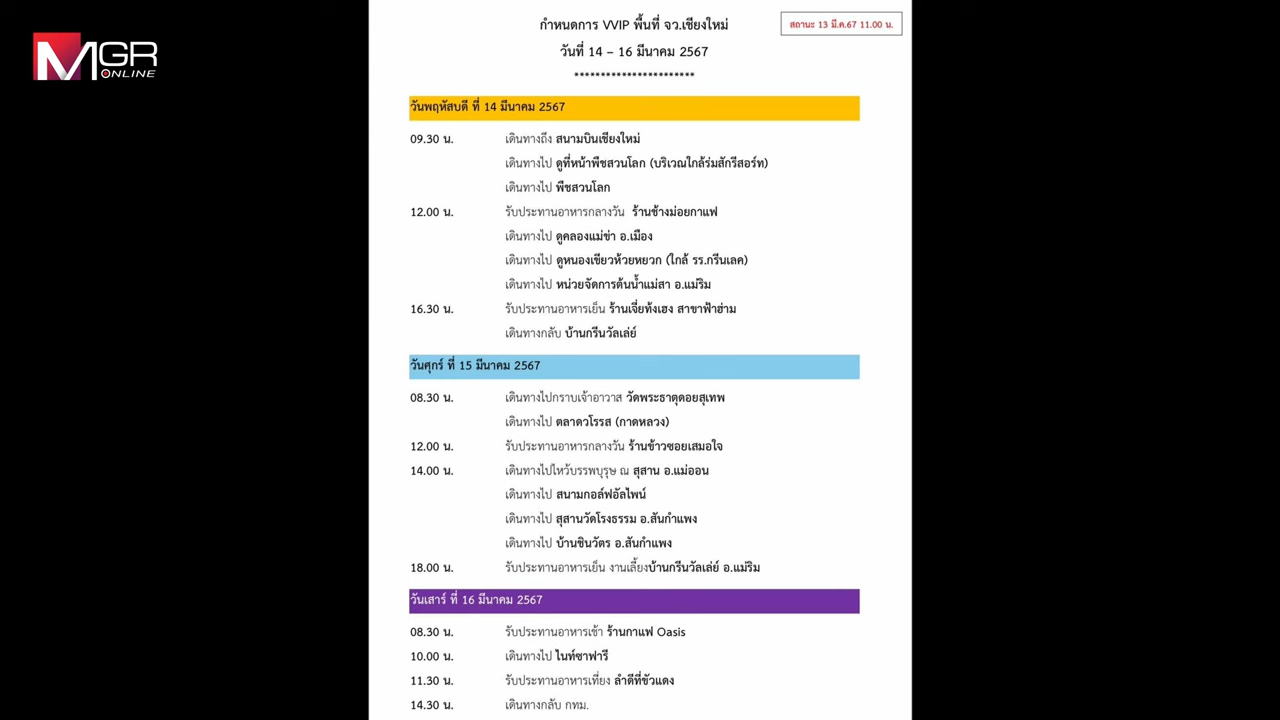 MGR
ONLINE
กำหนดการ VVIP พื้นที่ จว.เชียงใหม่
สถานะ 13 มี.ค.67 11.00 น.
วันที่ 14 – 16 มีนาคม 2567
***********************
วันพฤหัสบดี ที่ 14 มีนาคม 2567
09.30 น. เดินทางถึง สนามบินเชียงใหม่
เดินทางไป ดูที่หน้าพืชสวนโลก (บริเวณใกล้ร่มสักรีสอร์ท)
เดินทางไป พืชสวนโลก
12.00 น. รับประทานอาหารกลางวัน ร้านช้างม่อยกาแฟ
เดินทางไป ดูคลองแม่ข่า อ.เมือง
เดินทางไป ดูหนองเขียวห้วยหยวก (ใกล้ รร.กรีนเลค)
เดินทางไป หน่วยจัดการต้นน้ำแม่สา อ.แม่ริม
16.30 น. รับประทานอาหารเย็น ร้านเจี่ยท้งเฮง สาขาฟ้าฮ่าม
เดินทางกลับ บ้านกรีนวัลเล่ย์
วันศุกร์ ที่ 15 มีนาคม 2567
08.30 น. เดินทางไปกราบเจ้าอาวาส วัดพระธาตุดอยสุเทพ
เดินทางไป ตลาดวโรรส (กาดหลวง)
12.00 น. รับประทานอาหารกลางวัน ร้านข้าวซอยเสมอใจ
14.00 น. เดินทางไปไหว้บรรพบุรุษ ณ สุสาน อ.แม่ออน
เดินทางไป สนามกอล์ฟอัลไพน์
เดินทางไป สุสานวัดโรงธรรม อ.สันกำแพง
เดินทางไป บ้านชินวัตร อ.สันกำแพง
18.00 น. รับประทานอาหารเย็น งานเลี้ยงบ้านกรีนวัลเล่ย์ อ.แม่ริม
วันเสาร์ ที่ 16 มีนาคม 2567
08.30 น. รับประทานอาหารเช้า ร้านกาแฟ Oasis
10.00 น. เดินทางไป ไนท์ซาฟารี
11.30 น. รับประทานอาหารเที่ยง ลำดีที่ขัวแดง
14.30 น. เดินทางกลับ กทม.